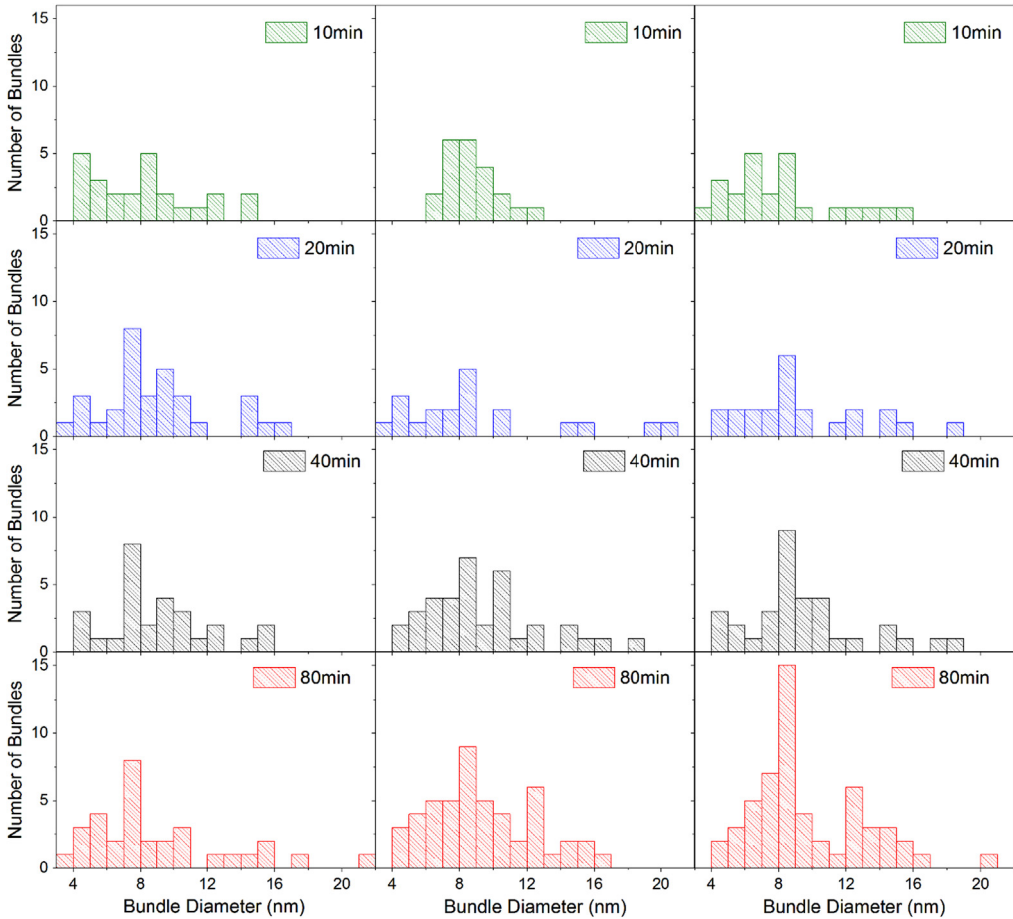 15 10min 10min 10min
Number of Bundles
10
5
0
15 20min 20min 20min
Number of Bundles
10
5
0
15 40min 40min 40min
Number of Bundles
10
5
0
15 80min 80min 80min
Number of Bundles
10
5
0
4 8 12 16 20 4 8 12 16 20 4 8 12 16 20
Bundle Diameter (nm) Bundle Diameter (nm) Bundle Diameter (nm)